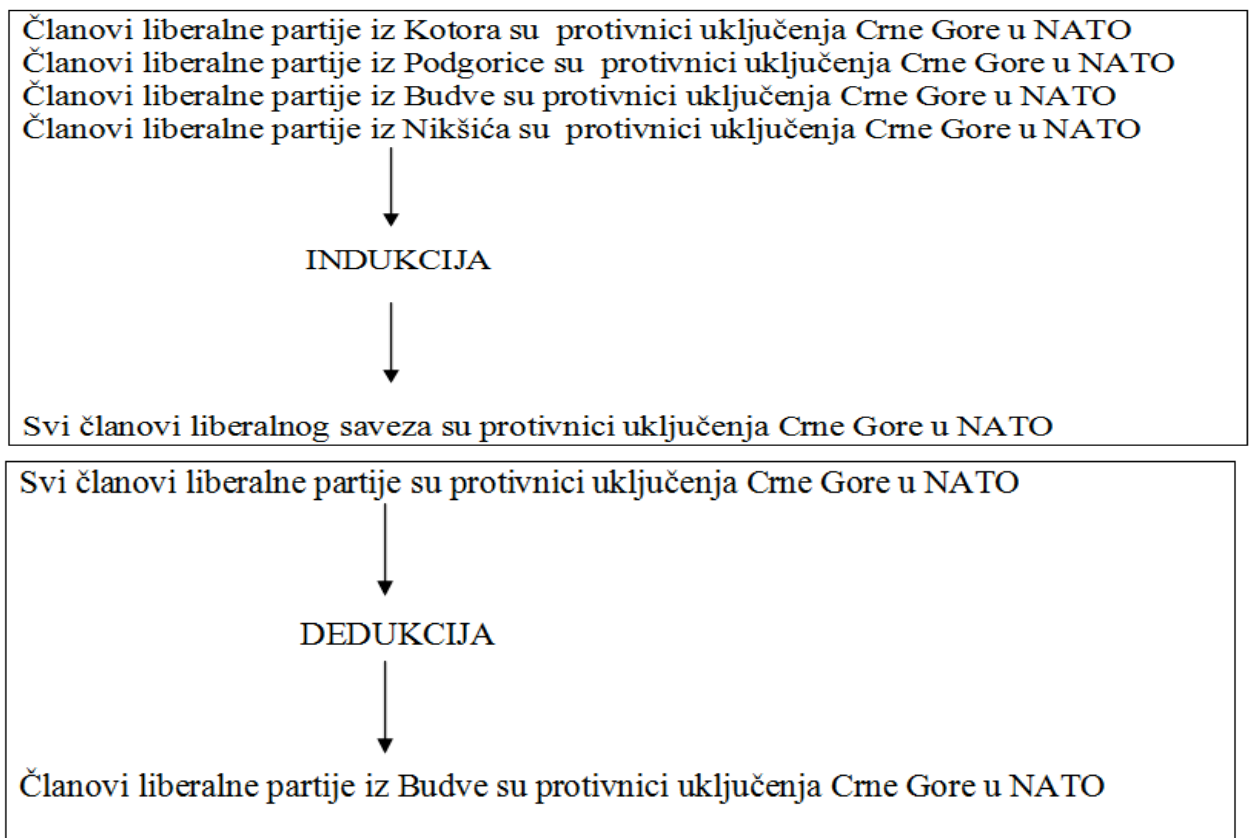 Članovi liberalne partije iz Kotora su protivnici uključenja Crne Gore u NATO
Članovi liberalne partije iz Podgorice su protivnici uključenja Crne Gore u NATO
Članovi liberalne partije iz Budve su protivnici uključenja Crne Gore u NATO
Članovi liberalne partije iz Nikšića su protivnici uključenja Crne Gore u NATO
INDUKCIJA
Svi članovi liberalnog saveza su protivnici uključenja Crne Gore u NATO
Svi članovi liberalne partije su protivnici uključenja Crne Gore u NATO
DEDUKCIJA
Članovi liberalne partije iz Budve su protivnici uključenja Crne Gore u NATO